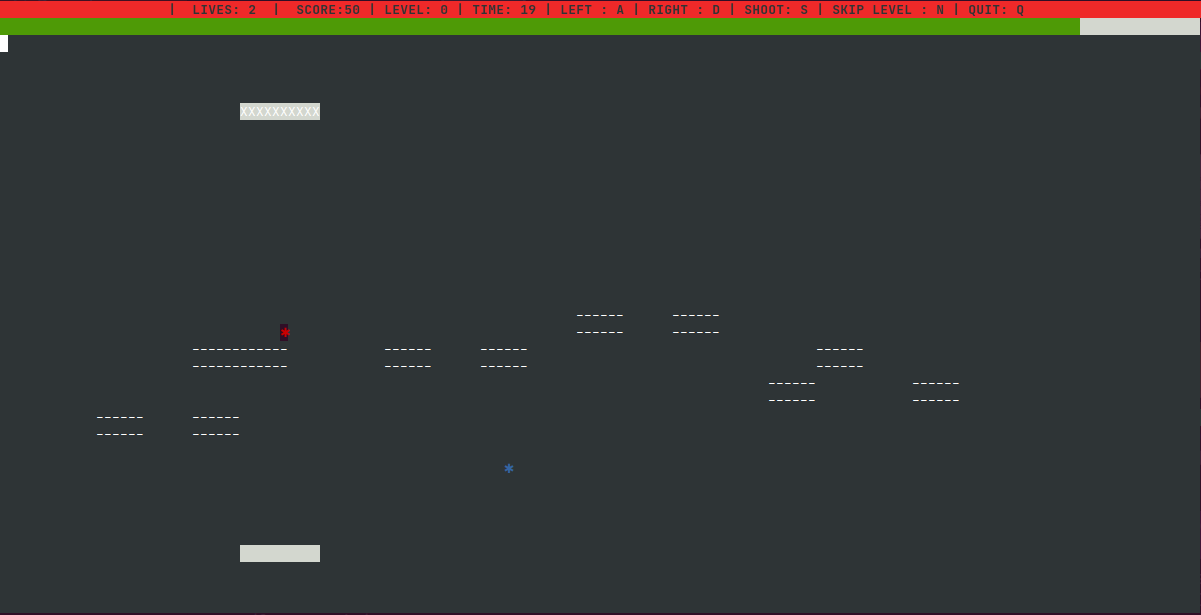 | LIVES: 2 | SCORE:50 | LEVEL: 0 | TIME: 19 | LEFT : A | RIGHT : D | SHOOT: S | SKIP LEVEL : N | QUIT: Q
XXXXXXXXXX
------ ------
* ------ ------
------------ ------ ------ ------
------------ ------ ------ ------
------ ------
------ ------
------ ------
------ ------
*